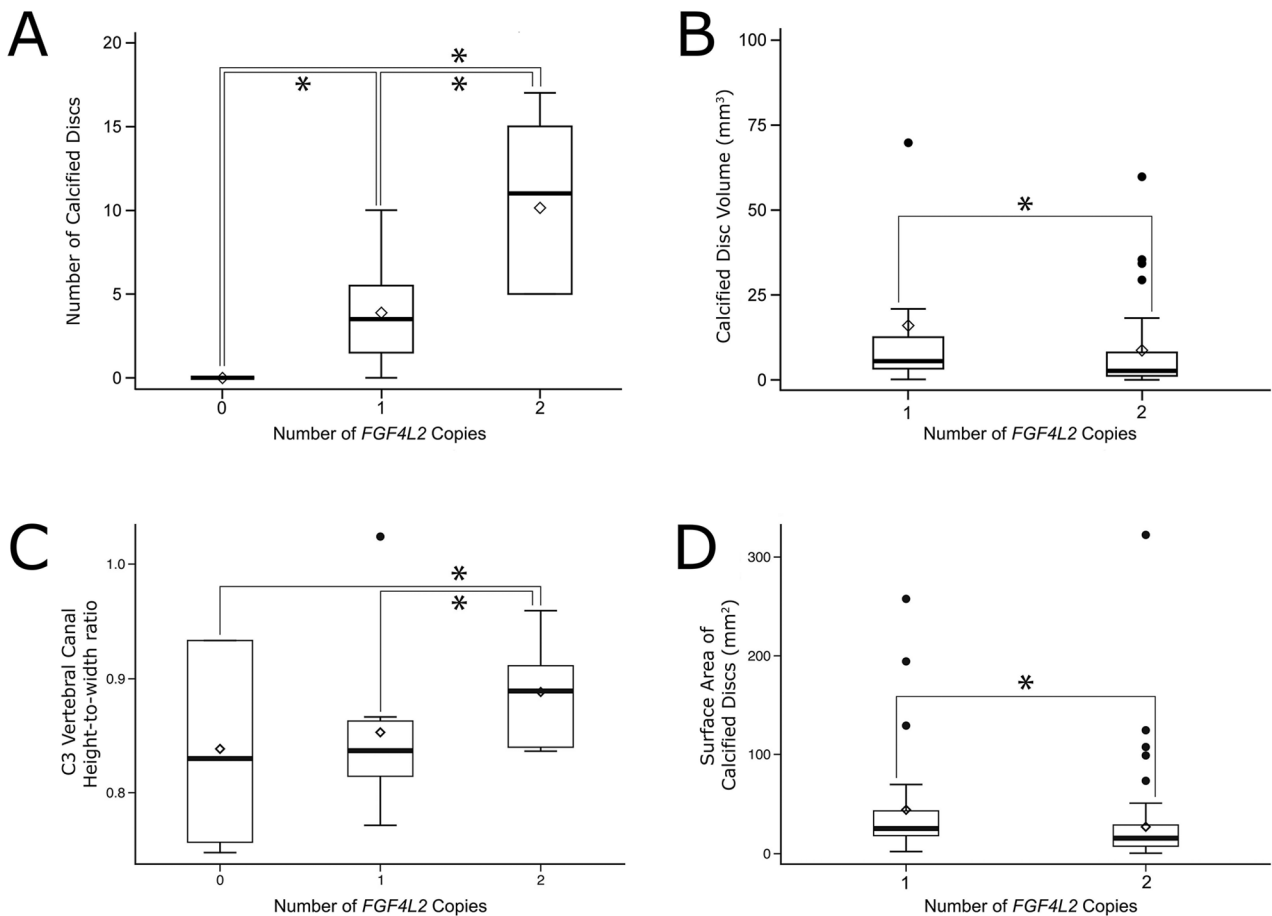 A
Number of Calcified Discs
20
15
10
5
0
*
*
*
0 1 2
Number of FGF4L2 Copies
B
Calcified Disc Volume (mm³)
100
75
50
25
0
*
1 2
Number of FGF4L2 Copies
C
C3 Vertebral Canal
Height-to-width ratio
1.0
0.9
0.8
*
*
0 1 2
Number of FGF4L2 Copies
D
Surface Area of
Calcified Discs (mm²)
300
200
100
0
*
1 2
Number of FGF4L2 Copies